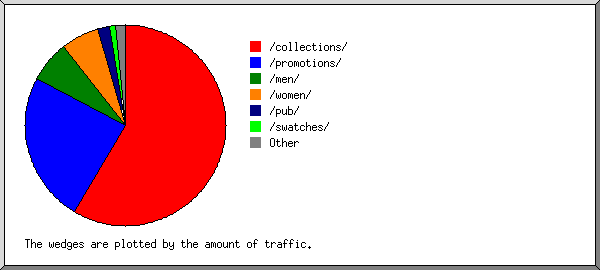 /collections/
/promotions/
/men/
/women/
/pub/
/swatches/
Other
The wedges are plotted by the amount of traffic.